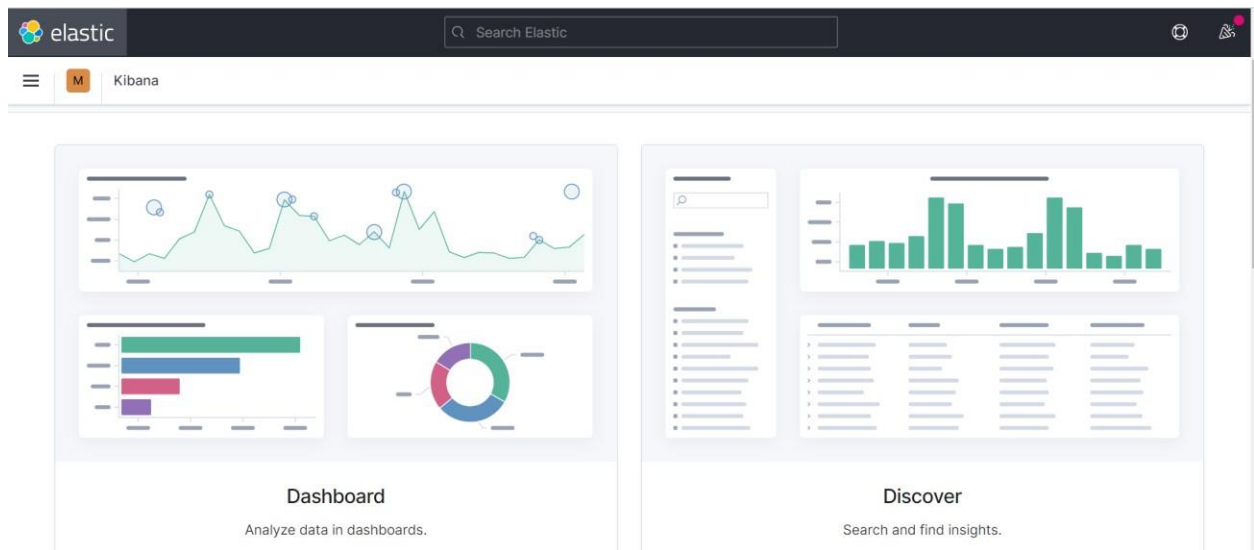 elastic
Search Elastic
M
Kibana
Dashboard
Analyze data in dashboards.
Discover
Search and find insights.